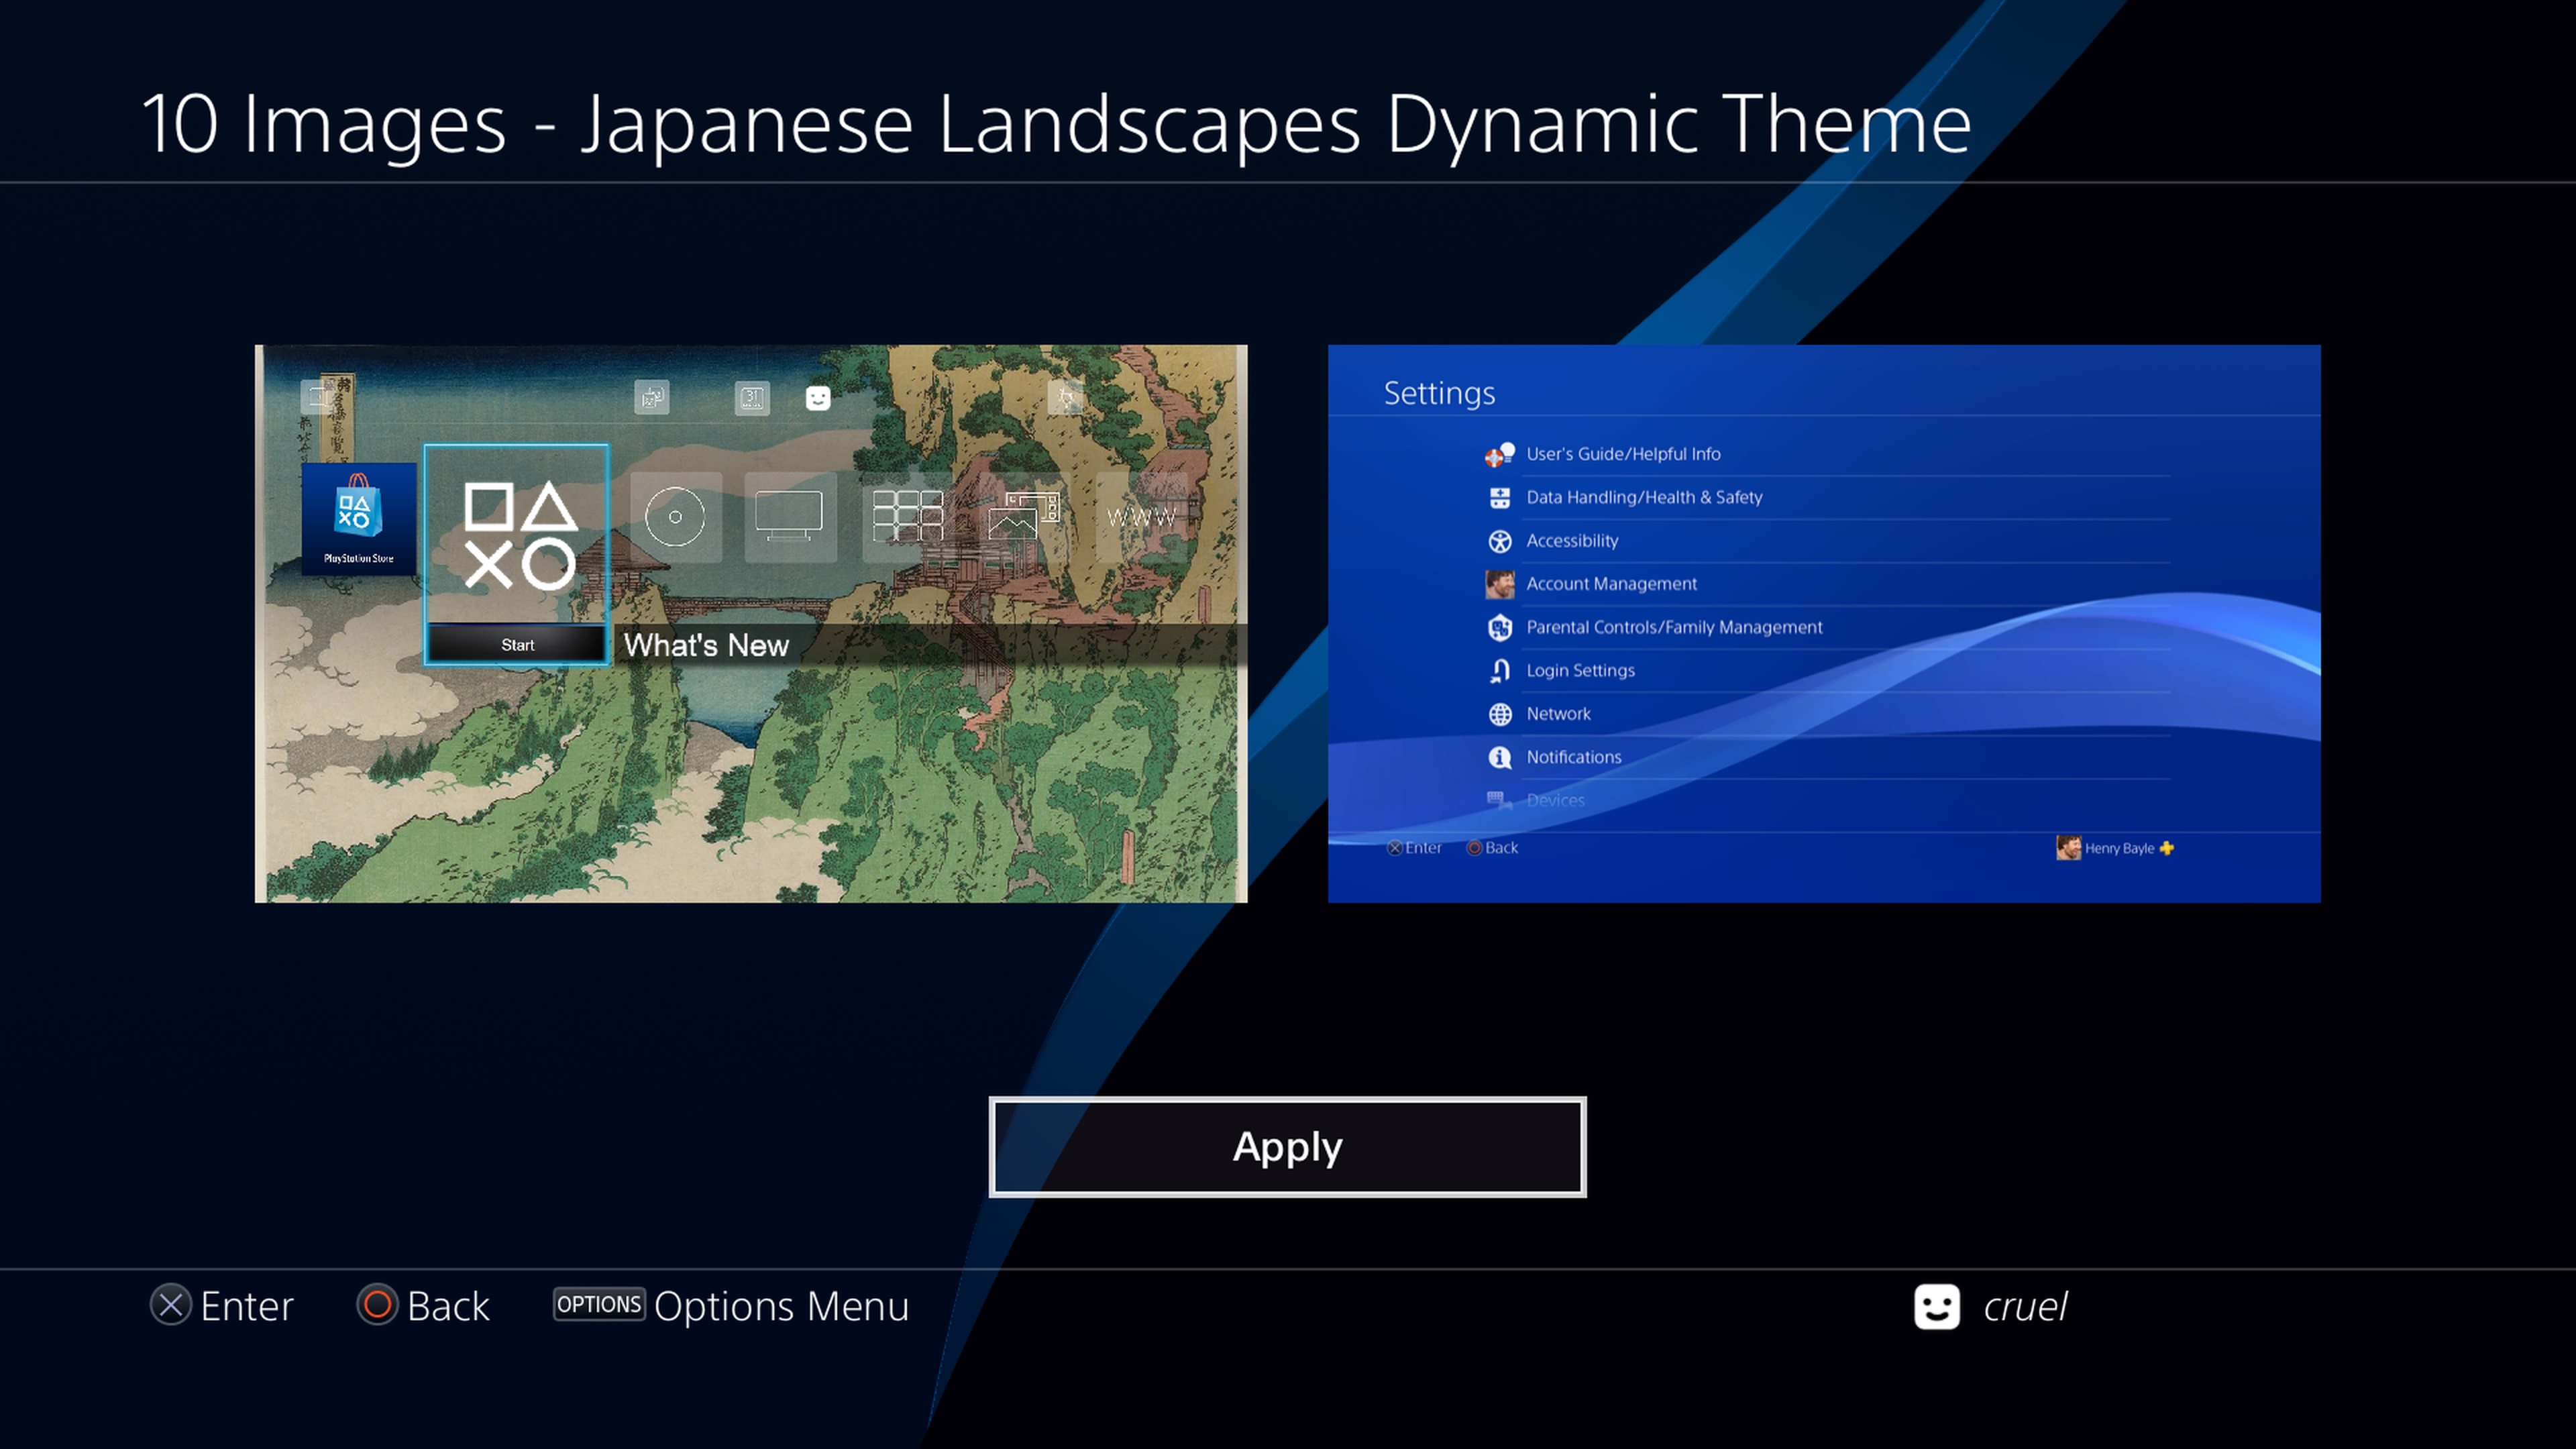 10 Images - Japanese Landscapes Dynamic Theme
31
PlayStation Store
WWW
Start
What's New
Settings
User's Guide/Helpful Info
Data Handling/Health & Safety
Accessibility
Account Management
Parental Controls/Family Management
Login Settings
Network
Notifications
Devices
Enter
Back
Henry Bayle
Apply
Enter
Back
OPTIONS Options Menu
cruel